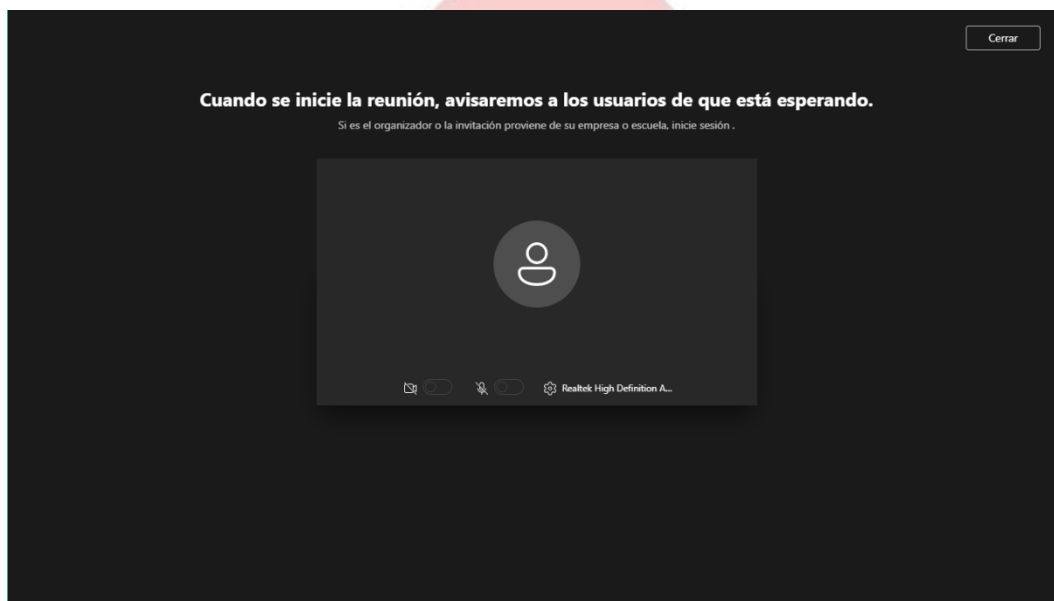 Cerrar
Cuando se inicie la reunión, avisaremos a los usuarios de que está esperando.
Si es el organizador o la invitación proviene de su empresa o escuela, inicie sesión .
Realtek High Definition A...